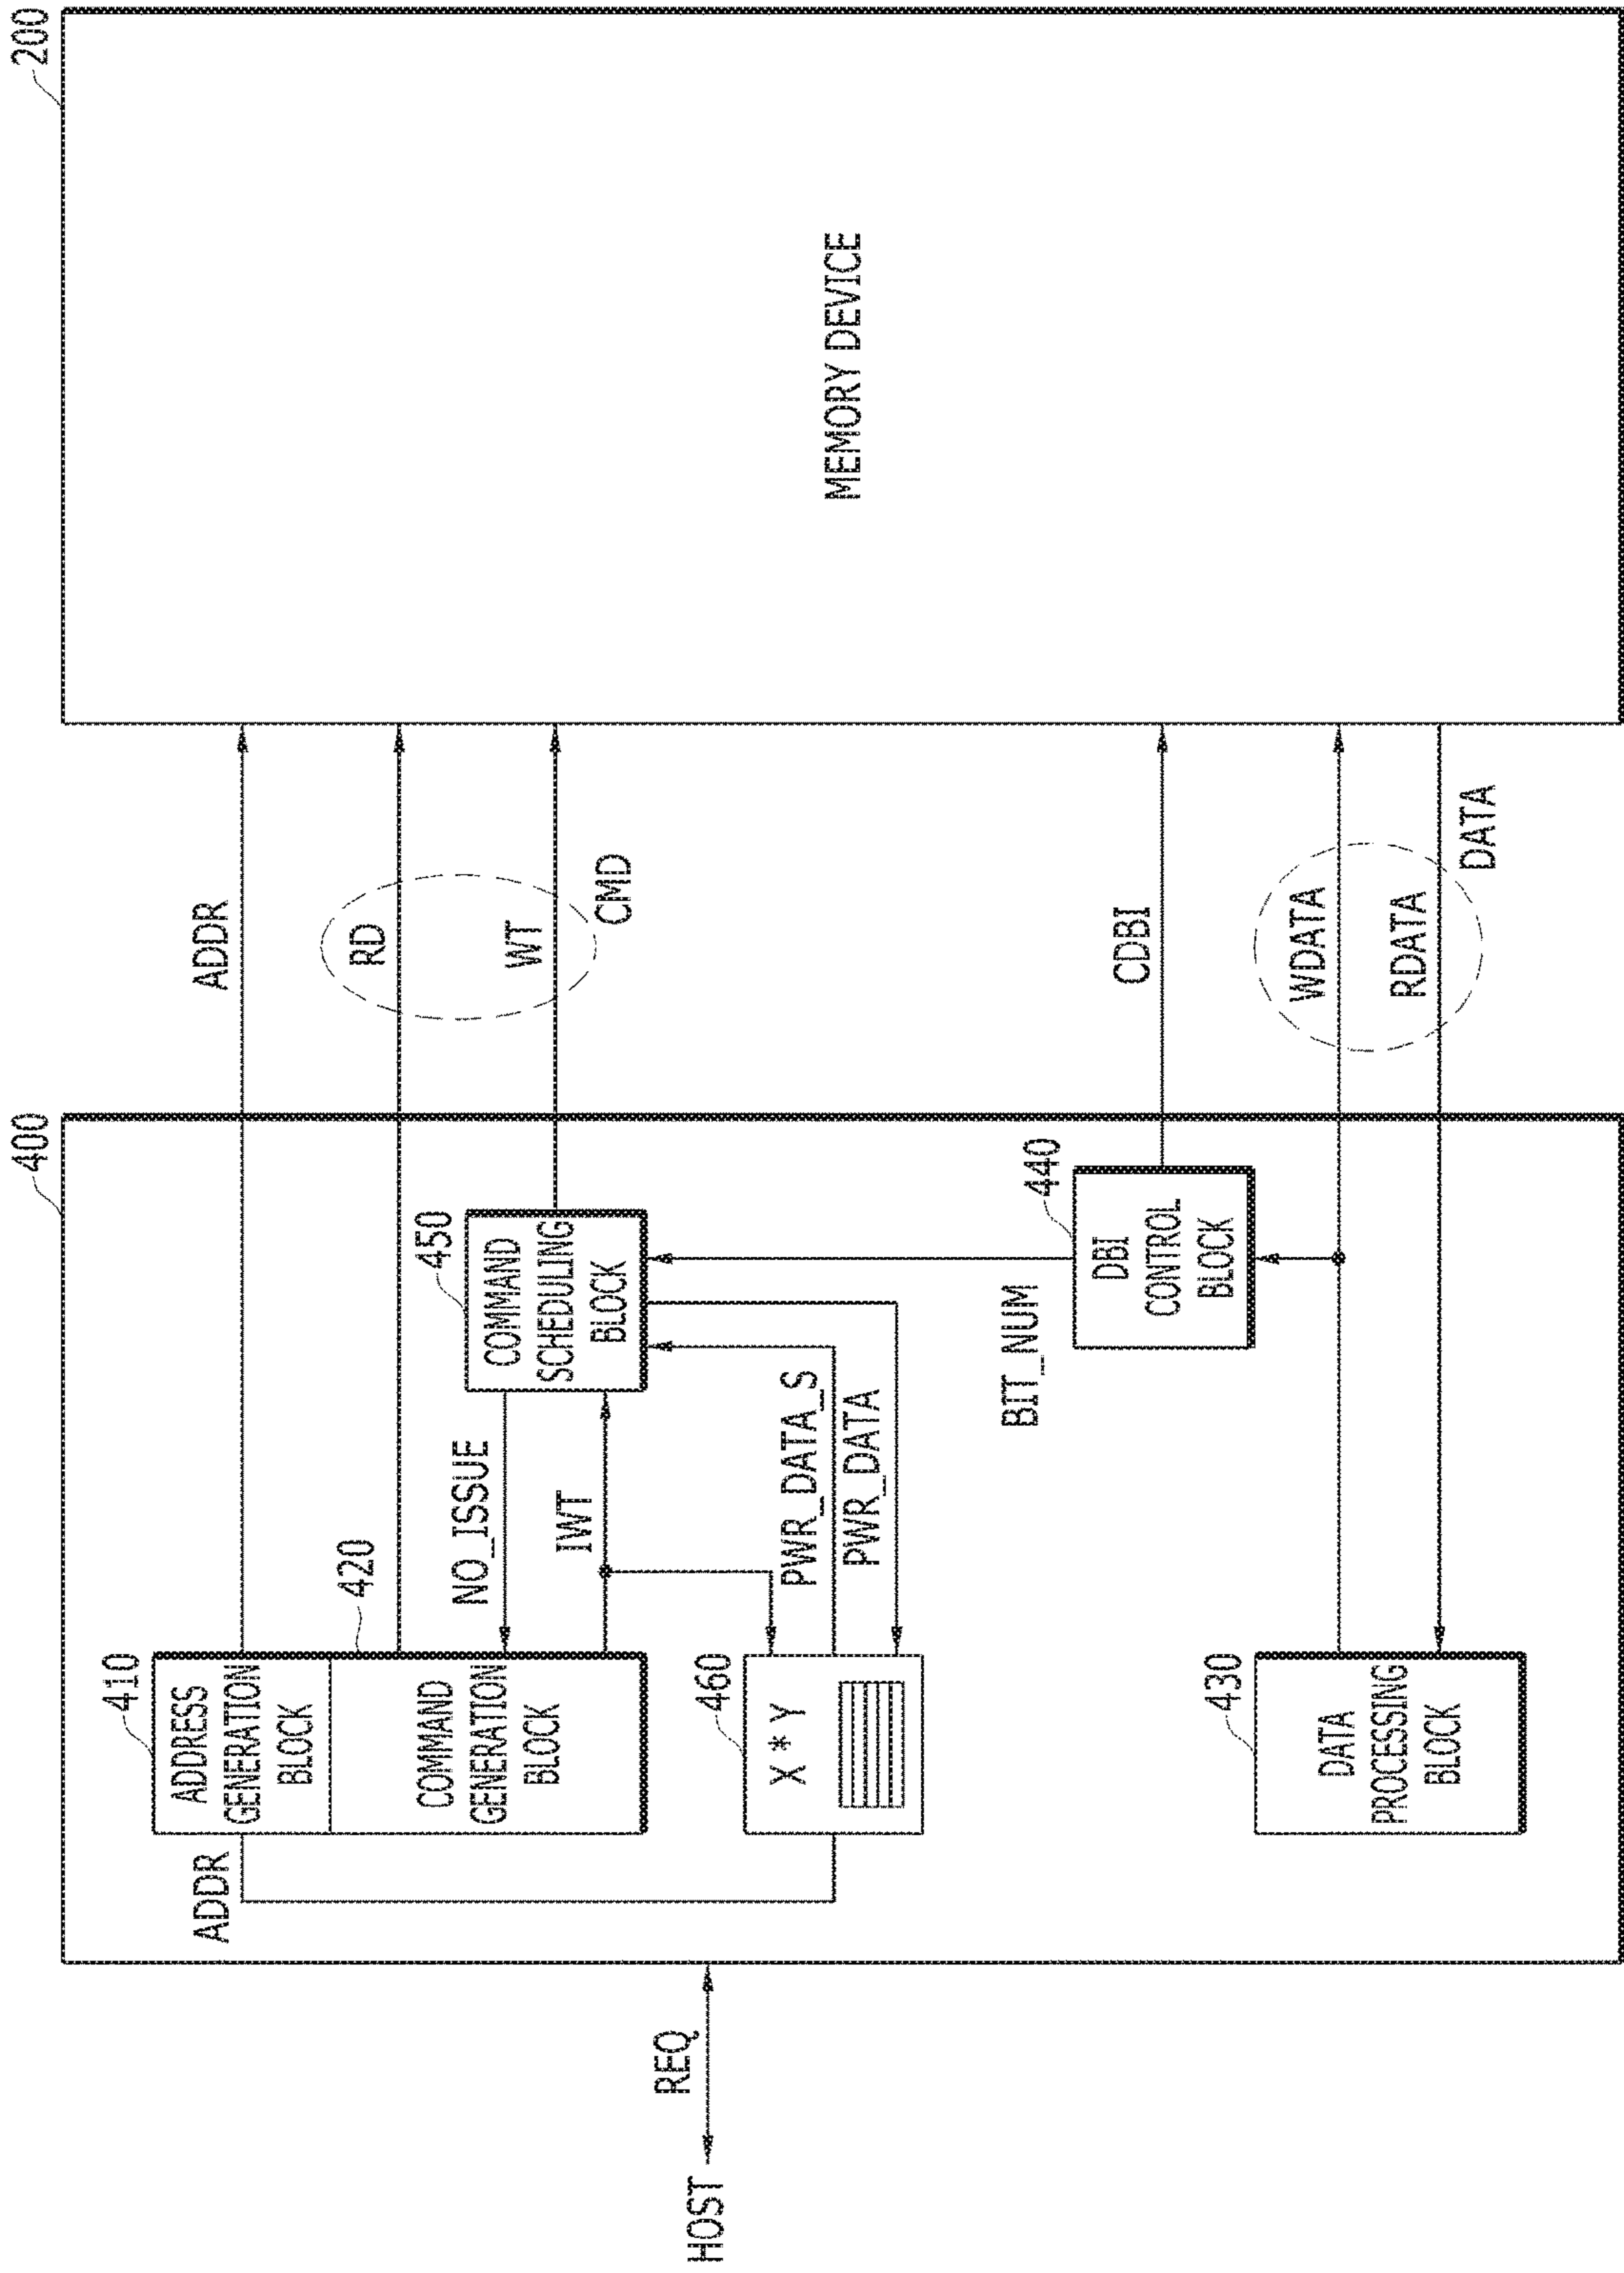 400
200
410
ADDRESS
GENERATION
BLOCK
ADDR
ADDR
420
COMMAND
GENERATION
BLOCK
RD
NO_ISSUE
450
COMMAND
SCHEDULING
BLOCK
WT
IWT
CMD
HOST
REQ
460
X * Y
PWR_DATA_S
PWR_DATA
MEMORY DEVICE
BIT_NUM
440
DBI
CONTROL
BLOCK
CDBI
430
DATA
PROCESSING
BLOCK
WDATA
RDATA
DATA